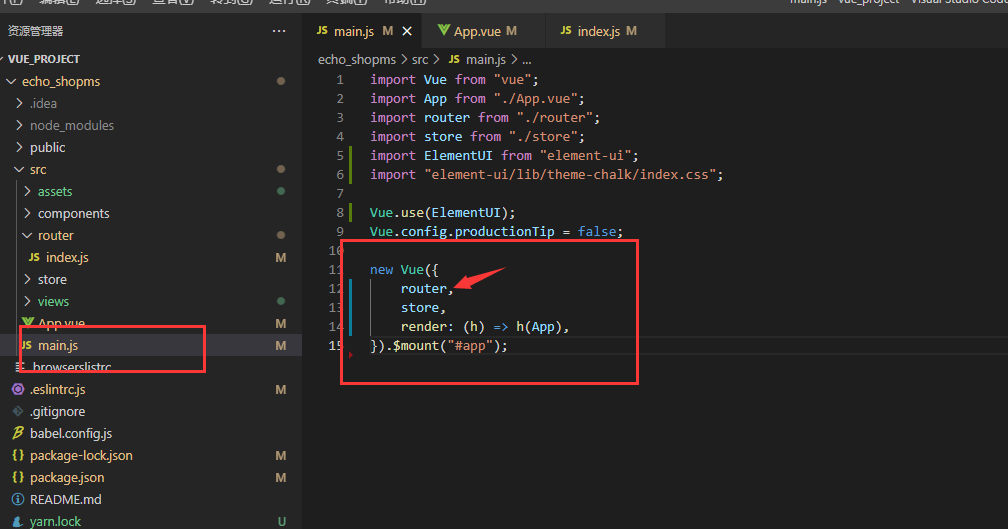 main.js - vue_project - Visual Studio Code
资源管理器
VUE_PROJECT
echo_shopms
.idea
node_modules
public
src
assets
components
router
index.js M
store
views
App.vue M
main.js M
.browserslistrc
.eslintrc.js M
.gitignore
babel.config.js
package-lock.json M
package.json M
README.md
yarn.lock U
JS main.js M × App.vue M JS index.js M
echo_shopms > src > JS main.js > ...
1 import Vue from "vue";
2 import App from "./App.vue";
3 import router from "./router";
4 import store from "./store";
5 import ElementUI from "element-ui";
6 import "element-ui/lib/theme-chalk/index.css";
7
8 Vue.use(ElementUI);
9 Vue.config.productionTip = false;
10
11 new Vue({
12 router,
13 store,
14 render: (h) => h(App),
15 }).$mount("#app");